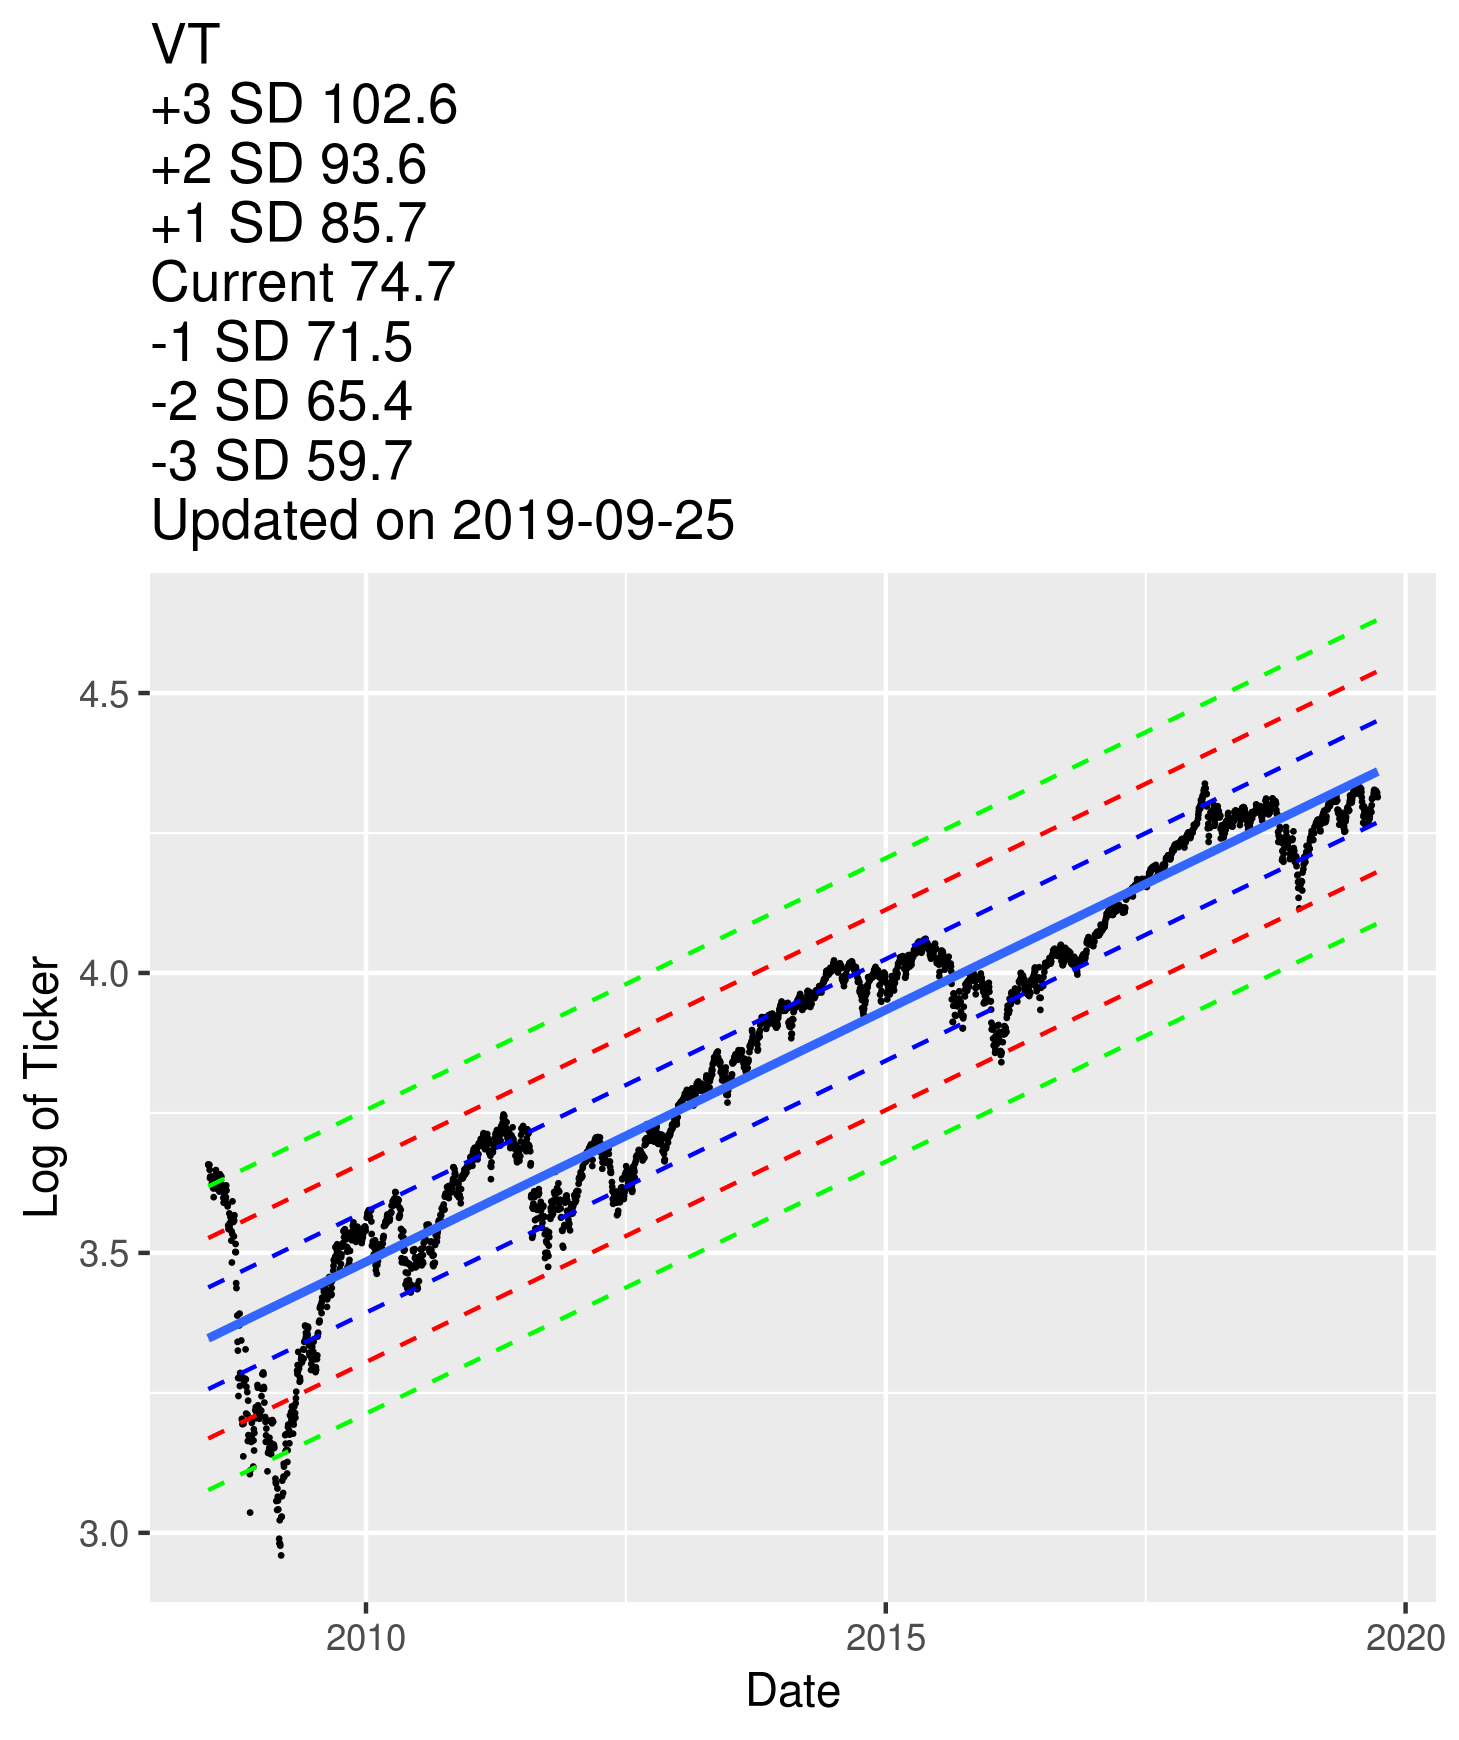 VT
+3 SD 102.6
+2 SD 93.6
+1 SD 85.7
Current 74.7
-1 SD 71.5
-2 SD 65.4
-3 SD 59.7
Updated on 2019-09-25
Log of Ticker
4.5
4.0
3.5
3.0
2010 2015 2020
Date